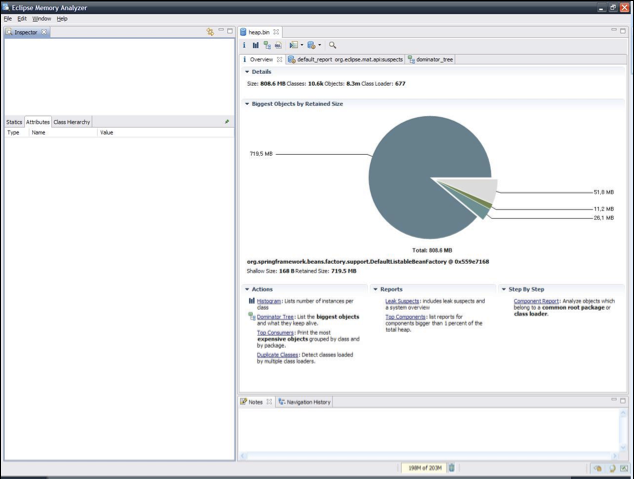 Eclipse Memory Analyzer
File Edit Window Help
Inspector
Statics Attributes Class Hierarchy
Type Name Value
heap.bin
i Overview default_report org.eclipse.mat.api:suspects dominator_tree
Details
Size: 808.6 MB Classes: 10.6k Objects: 8.3m Class Loader: 677
Biggest Objects by Retained Size
719,5 MB
51,8 MB
11,2 MB
26,1 MB
Total: 808.6 MB
org.springframework.beans.factory.support.DefaultListableBeanFactory @ 0x559e7168
Shallow Size: 168 B Retained Size: 719.5 MB
Actions
Histogram: Lists number of instances per
class
Dominator Tree: List the biggest objects
and what they keep alive.
Top Consumers: Print the most
expensive objects grouped by class and
by package.
Duplicate Classes: Detect classes loaded
by multiple class loaders.
Reports
Leak Suspects: includes leak suspects and
a system overview
Top Components: list reports for
components bigger than 1 percent of the
total heap.
Step By Step
Component Report: Analyze objects which
belong to a common root package or
class loader.
Notes Navigation History
198M of 203M